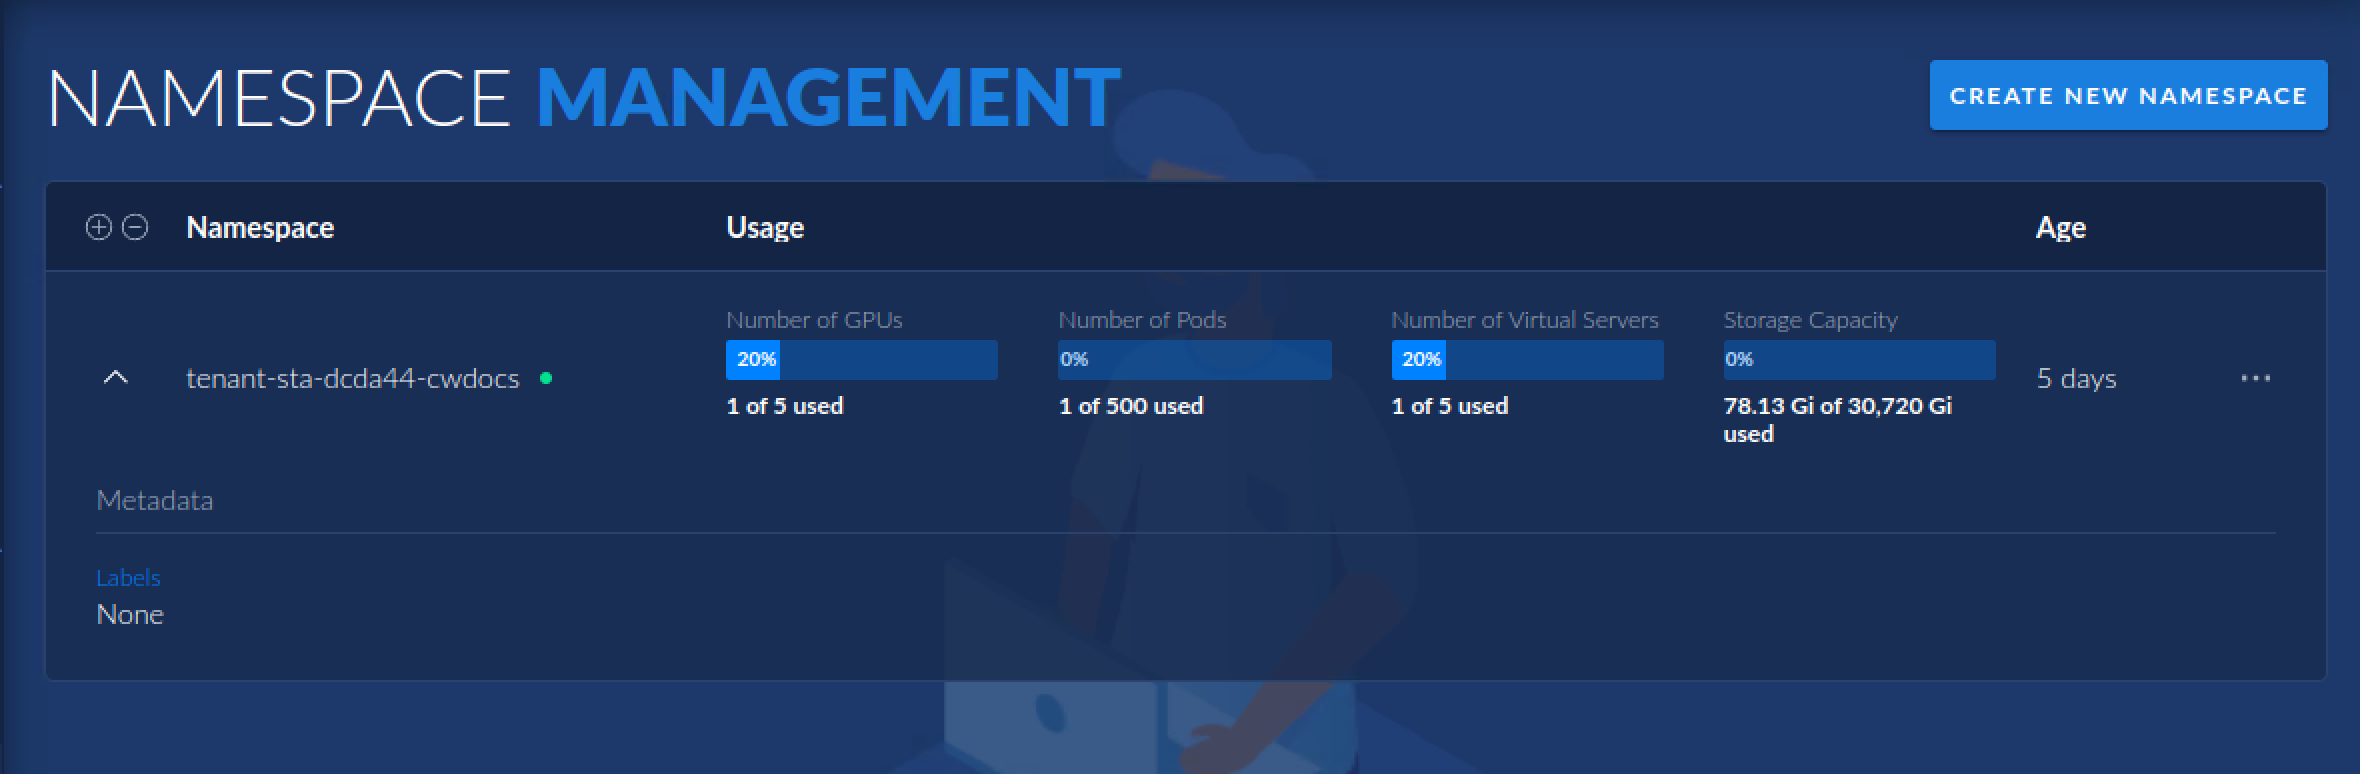 NAMESPACE MANAGEMENT
CREATE NEW NAMESPACE
Namespace
Usage
Age
tenant-sta-dcda44-cwdocs
Number of GPUs
20%
1 of 5 used
Number of Pods
0%
1 of 500 used
Number of Virtual Servers
20%
1 of 5 used
Storage Capacity
0%
78.13 Gi of 30,720 Gi
used
5 days
Metadata
Labels
None